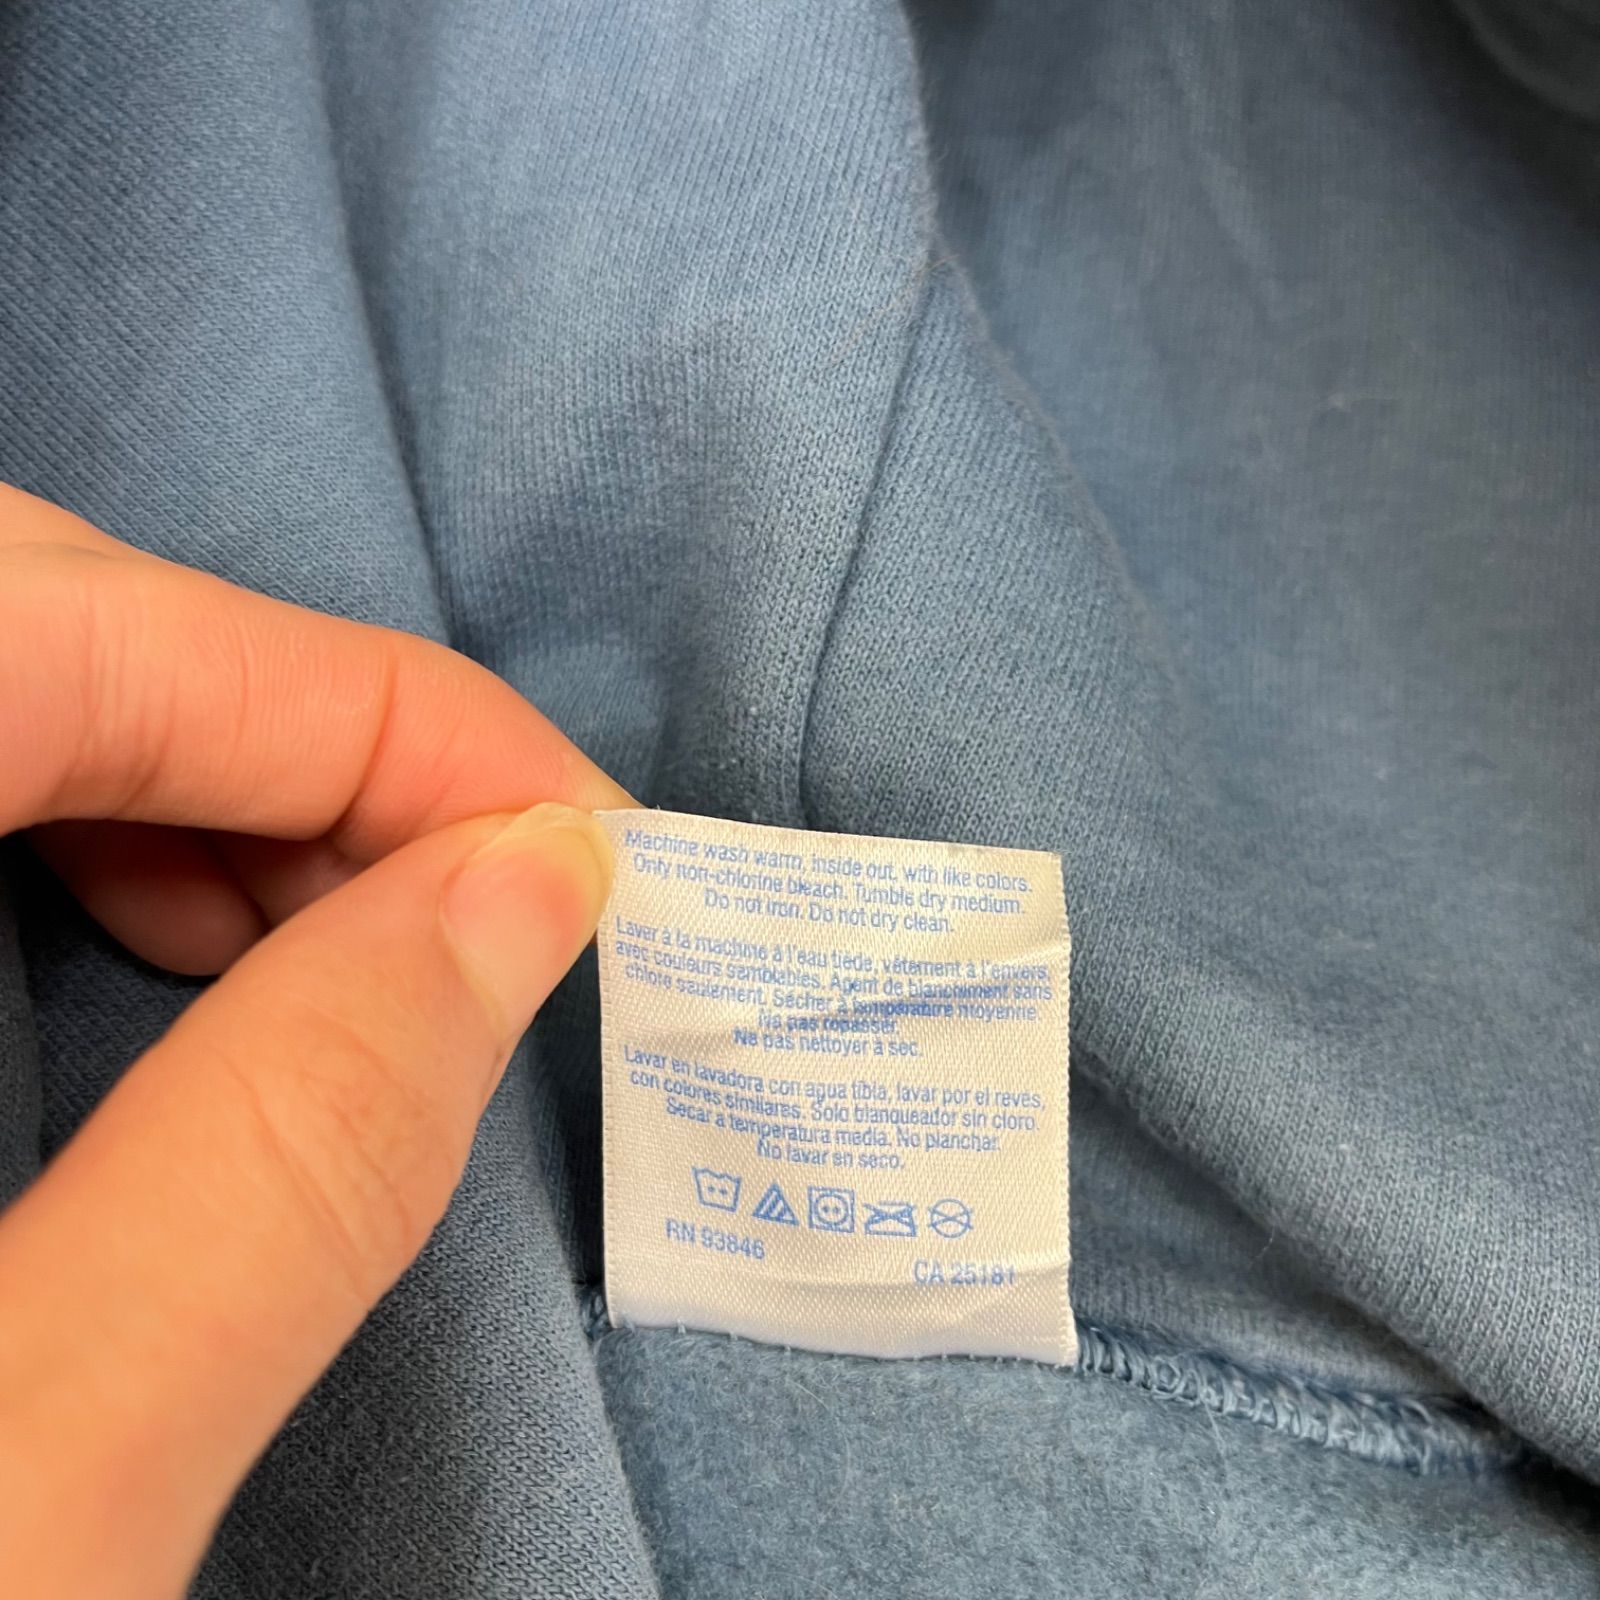 Machine wash warm, inside out, with like colors.
Only non-chlorine bleach. Tumble dry medium.
Do not iron. Do not dry clean.
Laver à la machine à l'eau tiède, vêtement à l'envers,
avec couleurs semblables. Agent de blanchiment sans
chlore seulement. Sécher à température moyenne.
Ne pas repasser.
Ne pas nettoyer à sec.
Lavar en lavadora con agua tibia, lavar por el revés,
con colores similares. Solo blanqueador sin cloro.
Secar a temperatura media. No planchar.
No lavar en seco.
RN 93846
CA 25181